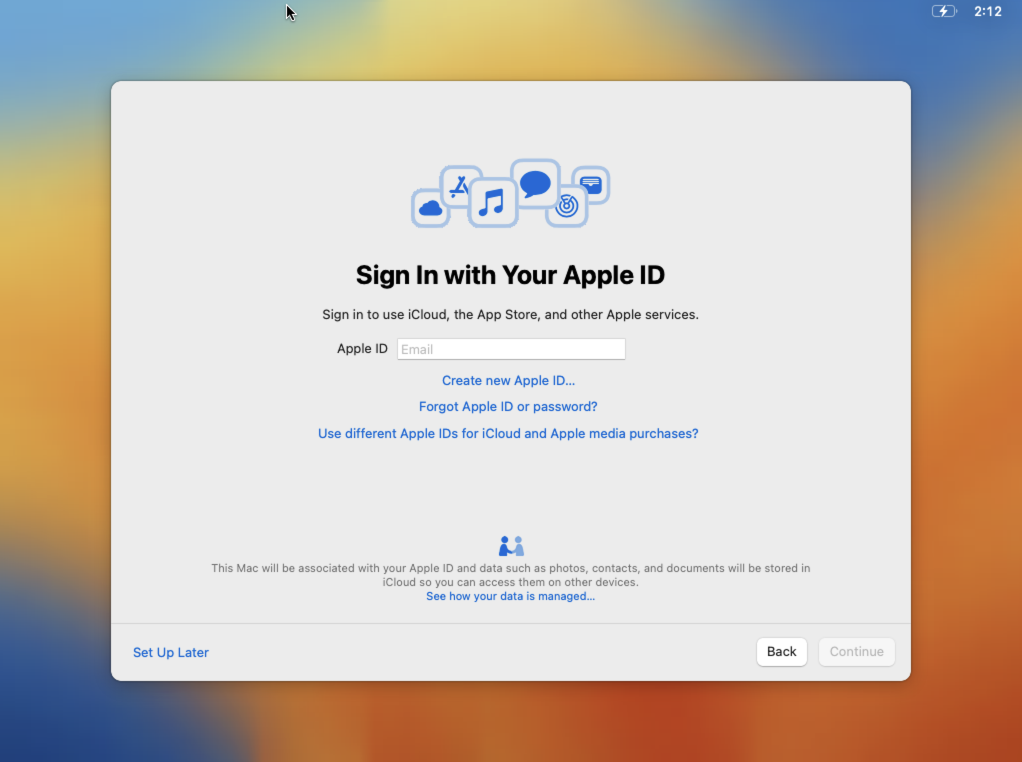 2:12
Sign In with Your Apple ID
Sign in to use iCloud, the App Store, and other Apple services.
Apple ID Email
Create new Apple ID...
Forgot Apple ID or password?
Use different Apple IDs for iCloud and Apple media purchases?
This Mac will be associated with your Apple ID and data such as photos, contacts, and documents will be stored in
iCloud so you can access them on other devices.
See how your data is managed...
Set Up Later Back Continue